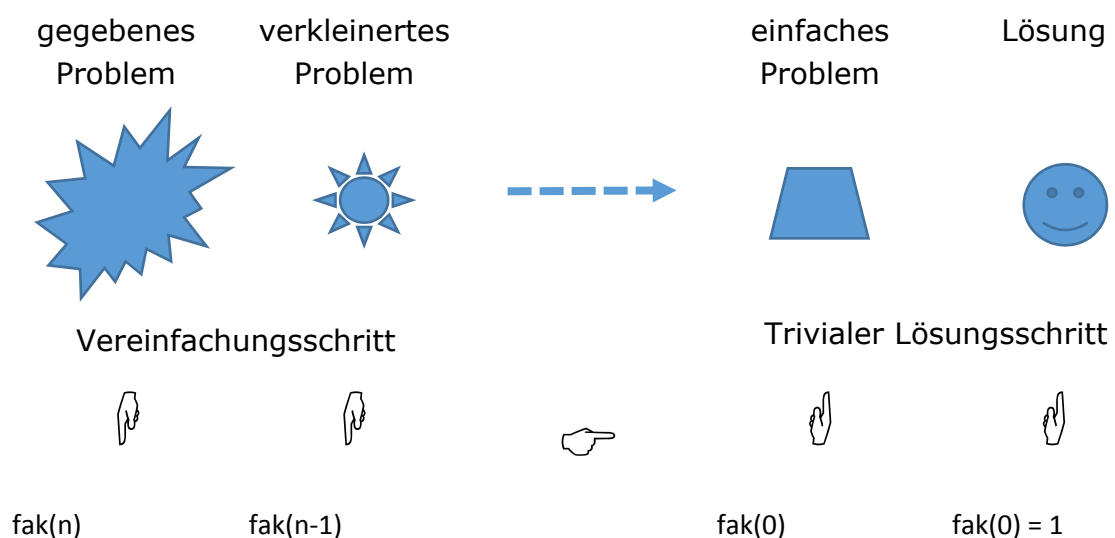 gegebenes
Problem
verkleinertes
Problem
einfaches
Problem
Lösung
Vereinfachungsschritt
Trivialer Lösungsschritt
fak(n)
fak(n-1)
fak(0)
fak(0) = 1